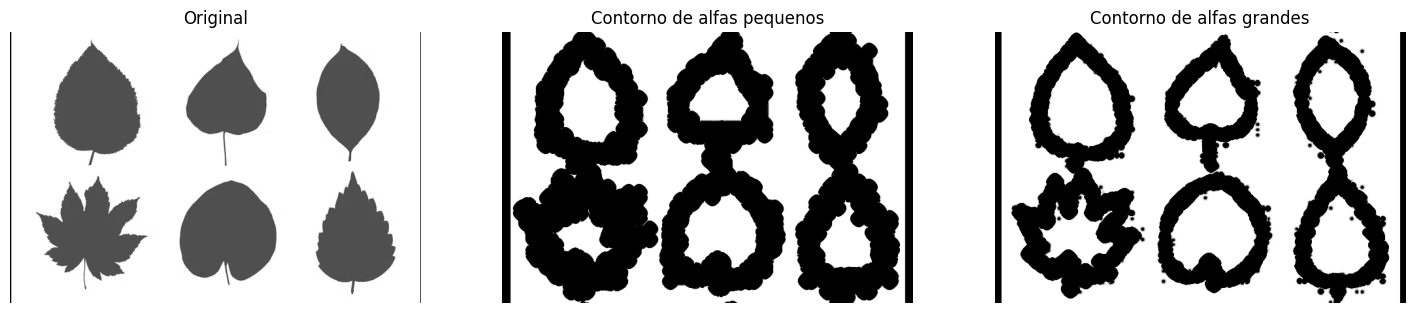 Original
Contorno de alfas pequenos
Contorno de alfas grandes